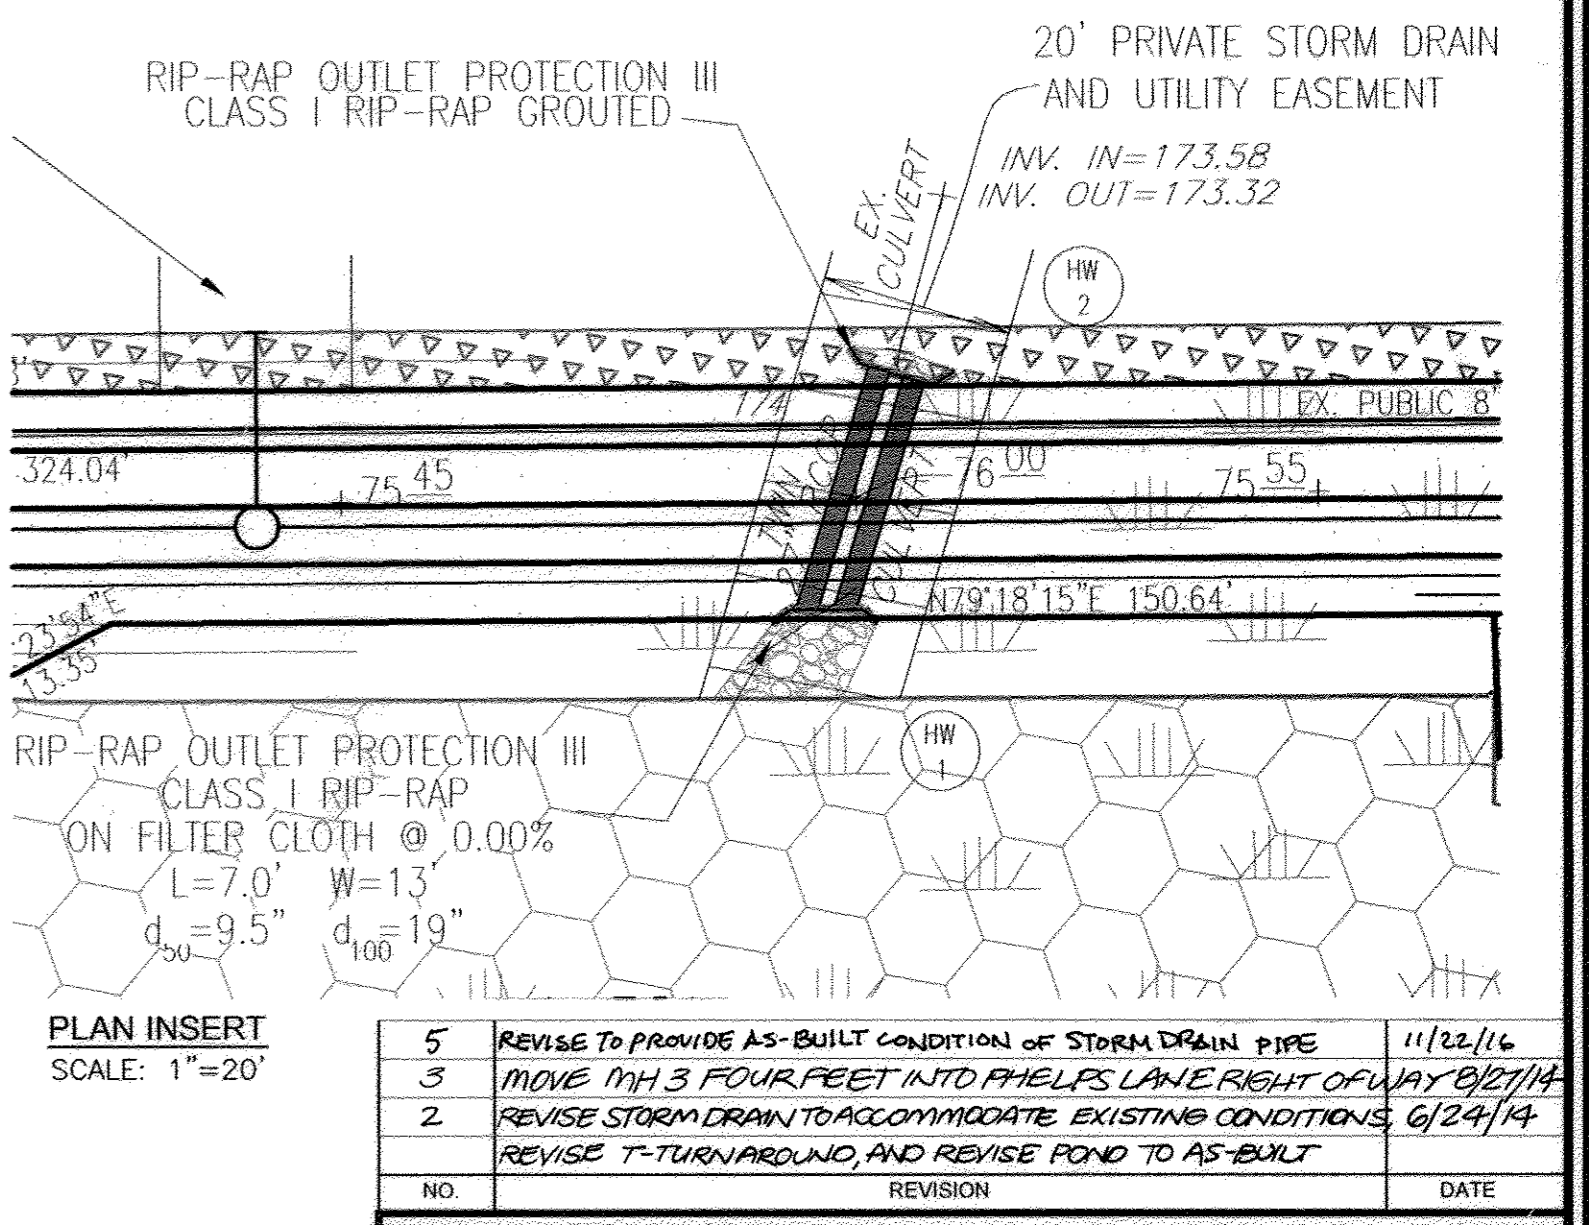 20' PRIVATE STORM DRAIN
AND UTILITY EASEMENT
RIP-RAP OUTLET PROTECTION III
CLASS I RIP-RAP GROUTED
INV. IN=173.58
INV. OUT=173.32
EX.
CULVERT
HW
2
174
EX. PUBLIC 8"
324.04'
+ 75 45
76 00
75 55 +
TWIN
CULVERT
N79°18'15"E 150.64'
23'54"E
13.35'
HW
1
RIP-RAP OUTLET PROTECTION III
CLASS I RIP-RAP
ON FILTER CLOTH @ 0.00%
L=7.0' W=13'
d50=9.5" d100=19"
PLAN INSERT
SCALE: 1"=20'
5 REVISE TO PROVIDE AS-BUILT CONDITION OF STORM DRAIN PIPE 11/22/16
3 MOVE MH 3 FOUR FEET INTO PHELPS LANE RIGHT OF WAY 8/27/14
2 REVISE STORM DRAIN TO ACCOMMODATE EXISTING CONDITIONS, 6/24/14
REVISE T-TURNAROUND, AND REVISE POND TO AS-BUILT
NO. REVISION DATE